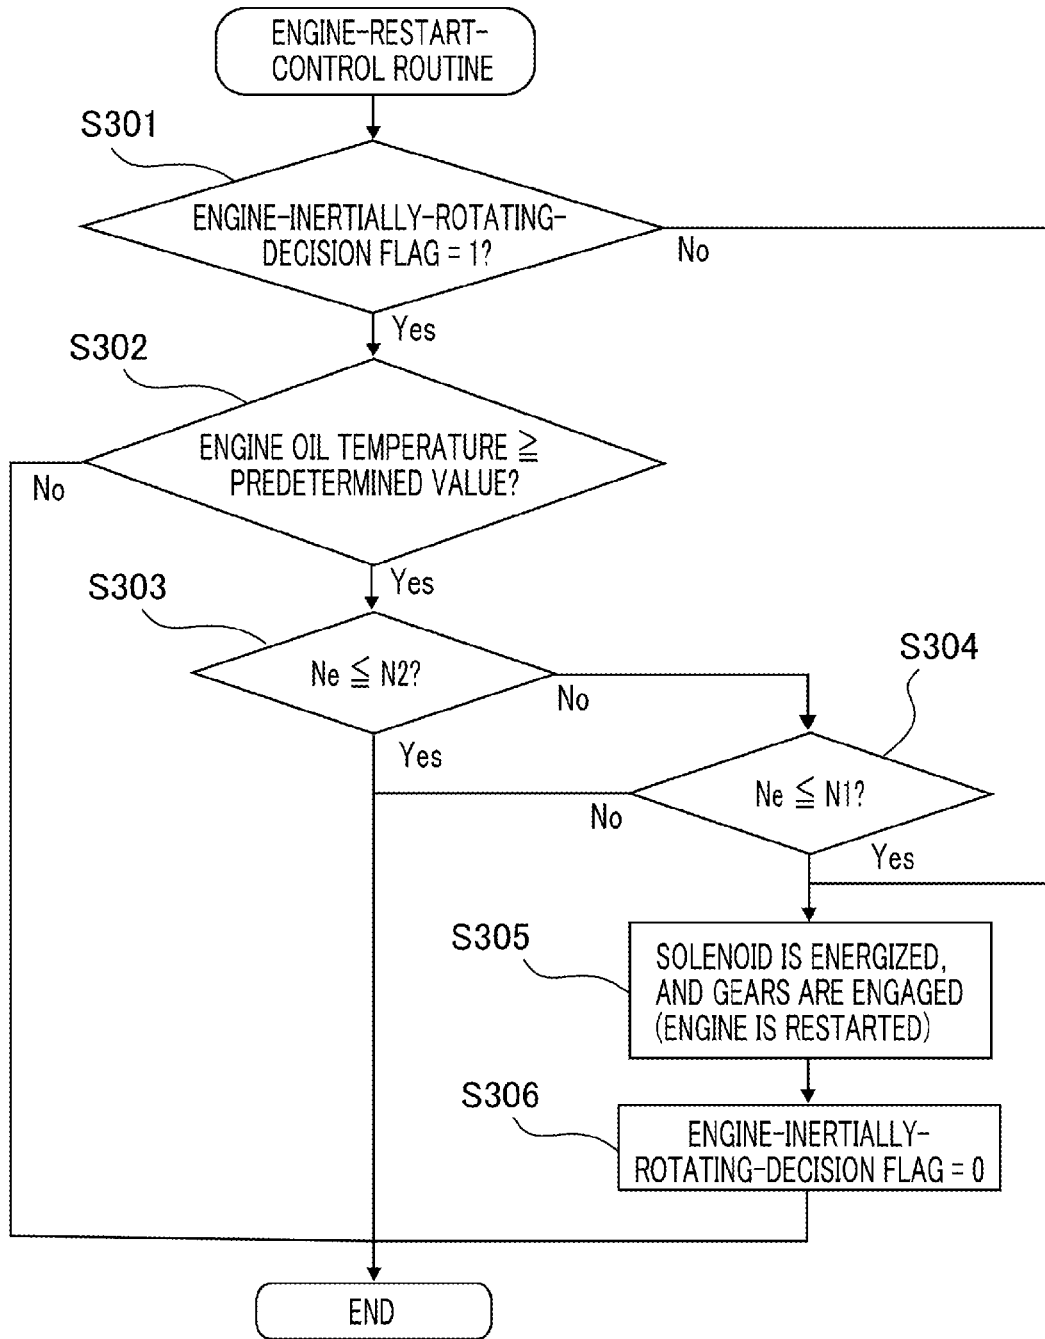 ENGINE-RESTART-
CONTROL ROUTINE
S301
ENGINE-INERTIALLY-ROTATING-
DECISION FLAG = 1?
No
Yes
S302
ENGINE OIL TEMPERATURE ≧
PREDETERMINED VALUE?
No
Yes
S303
Ne ≦ N2?
No
Yes
S304
Ne ≦ N1?
No
Yes
S305
SOLENOID IS ENERGIZED,
AND GEARS ARE ENGAGED
(ENGINE IS RESTARTED)
S306
ENGINE-INERTIALLY-
ROTATING-DECISION FLAG = 0
END